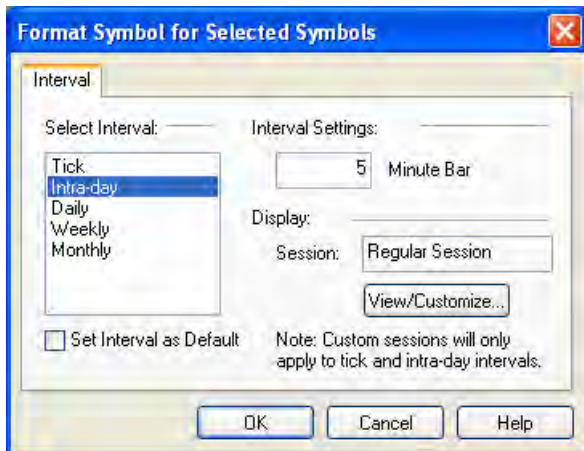 Format Symbol for Selected Symbols
Interval
Select Interval:
Tick
Intra-day
Daily
Weekly
Monthly
Set Interval as Default
Interval Settings:
5 Minute Bar
Display:
Session: Regular Session
View/Customize...
Note: Custom sessions will only
apply to tick and intra-day intervals.
OK Cancel Help